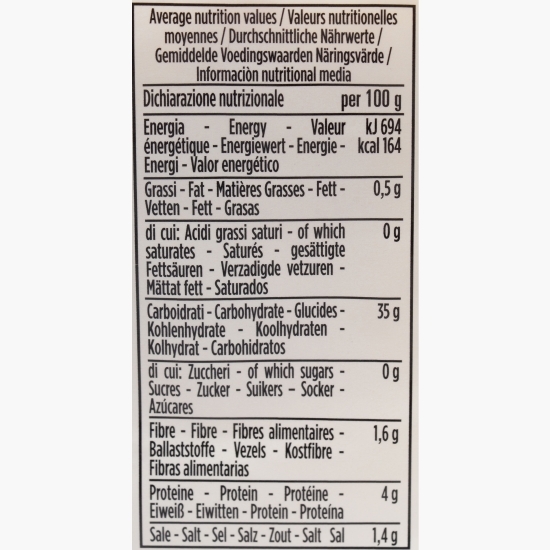 Average nutrition values / Valeurs nutritionelles
moyennes / Durchschnittliche Nährwerte /
Gemiddelde Voedingswaarden Näringsvärde /
Informaciòn nutritional media
Dichiarazione nutrizionale per 100 g
Energia - Energy - Valeur kJ 694
énergétique - Energiewert - Energie - kcal 164
Energi - Valor energético
Grassi - Fat - Matières Grasses - Fett - 0,5 g
Vetten - Fett - Grasas
di cui: Acidi grassi saturi - of which 0 g
saturates - Saturés - gesättigte
Fettsäuren - Verzadigde vetzuren -
Mättat fett - Saturados
Carboidrati - Carbohydrate - Glucides - 35 g
Kohlenhydrate - Koolhydraten -
Kolhydrat - Carbohidratos
di cui: Zuccheri - of which sugars - 0 g
Sucres - Zucker - Suikers - Socker -
Azúcares
Fibre - Fibre - Fibres alimentaires - 1,6 g
Ballaststoffe - Vezels - Kostfibre -
Fibras alimentarias
Proteine - Protein - Protéine - 4 g
Eiweiß - Eiwitten - Protein - Proteína
Sale - Salt - Sel - Salz - Zout - Salt Sal 1,4 g